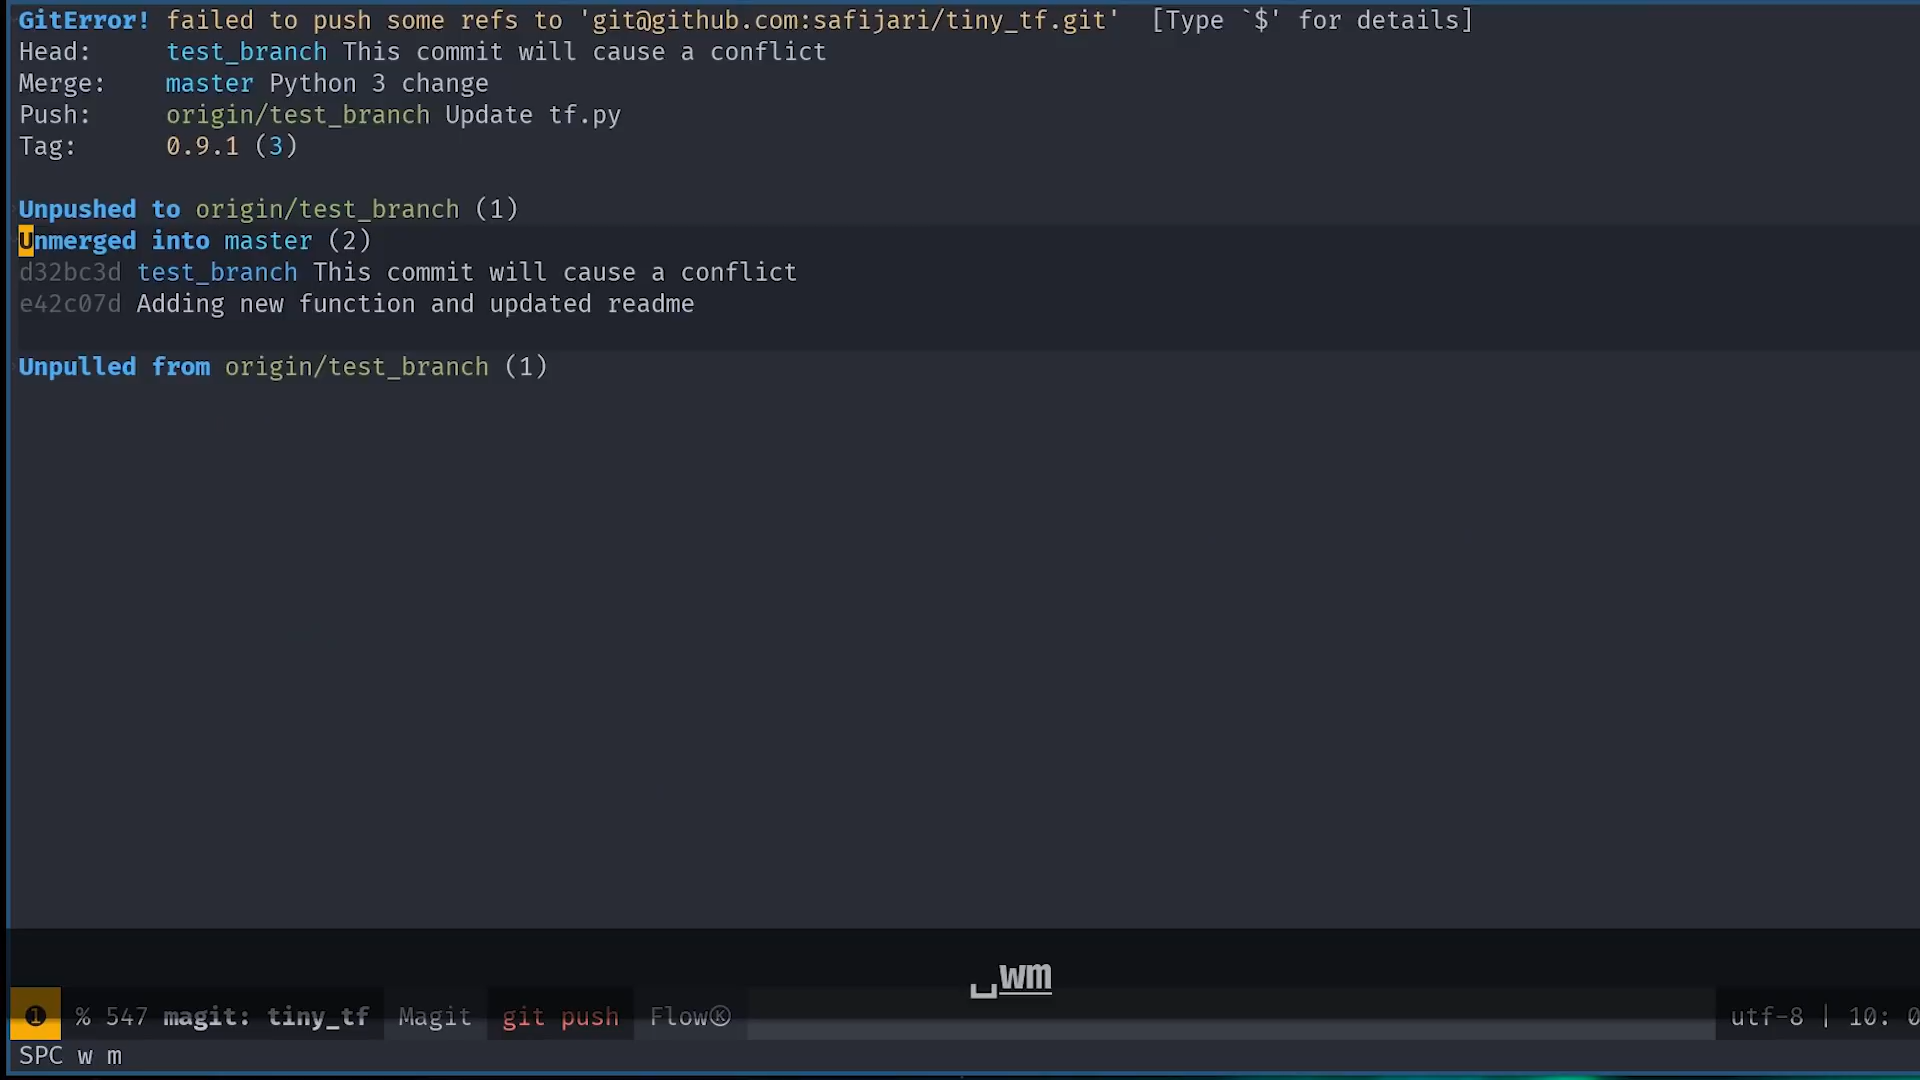 GitError! failed to push some refs to 'git@github.com:safijari/tiny_tf.git' [Type `$' for details]
Head: test_branch This commit will cause a conflict
Merge: master Python 3 change
Push: origin/test_branch Update tf.py
Tag: 0.9.1 (3)
Unpushed to origin/test_branch (1)
Unmerged into master (2)
d32bc3d test_branch This commit will cause a conflict
e42c07d Adding new function and updated readme
Unpulled from origin/test_branch (1)
␣wm
❶ % 547 magit: tiny_tf Magit git push FlowⓀ utf-8 | 10: 0
SPC w m